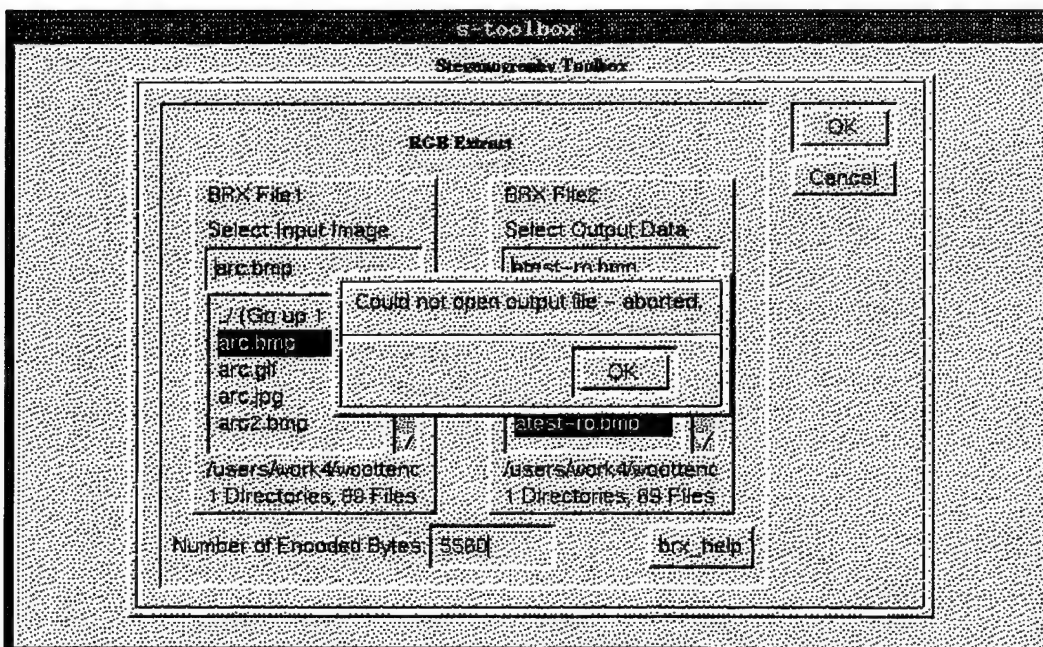 s-toolbox
Steganography Toolbox
OK
Cancel
RGB Extract
BRX File1
Select Input Image
arc.bmp
../ (Go up 1
arc.bmp
arc.gif
arc.jpg
arc2.bmp
/users/work4/woottenc
1 Directories, 89 Files
BRX File2
Select Output Data
atest-ro.bmp
atest-ro.bmp
/users/work4/woottenc
1 Directories, 89 Files
Could not open output file - aborted.
OK
Number of Encoded Bytes: 5580
brx_help